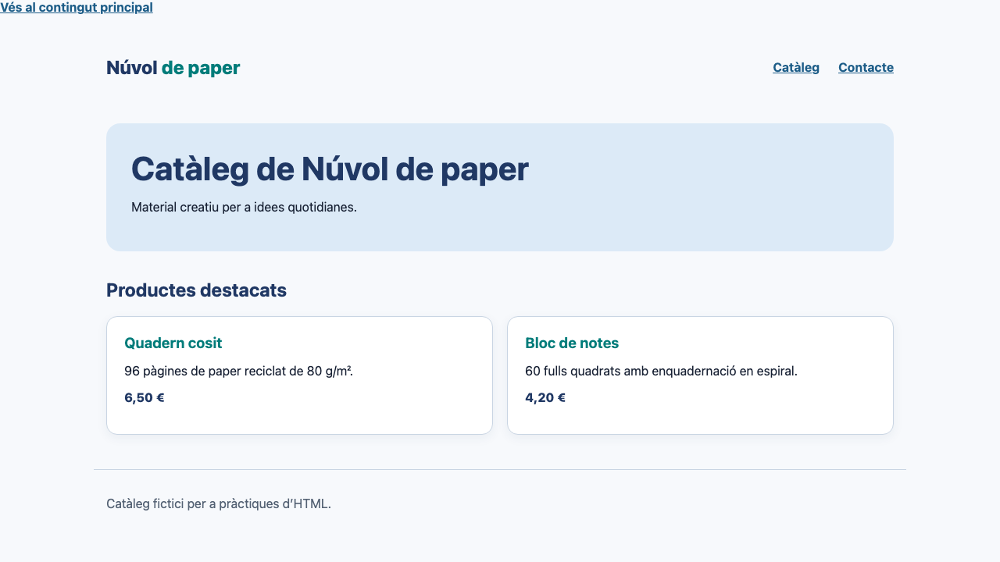 Vés al contingut principal
Núvol de paper
Catàleg Contacte
Catàleg de Núvol de paper
Material creatiu per a idees quotidianes.
Productes destacats
Quadern cosit
96 pàgines de paper reciclat de 80 g/m².
6,50 €
Bloc de notes
60 fulls quadrats amb enquadernació en espiral.
4,20 €
Catàleg fictici per a pràctiques d’HTML.